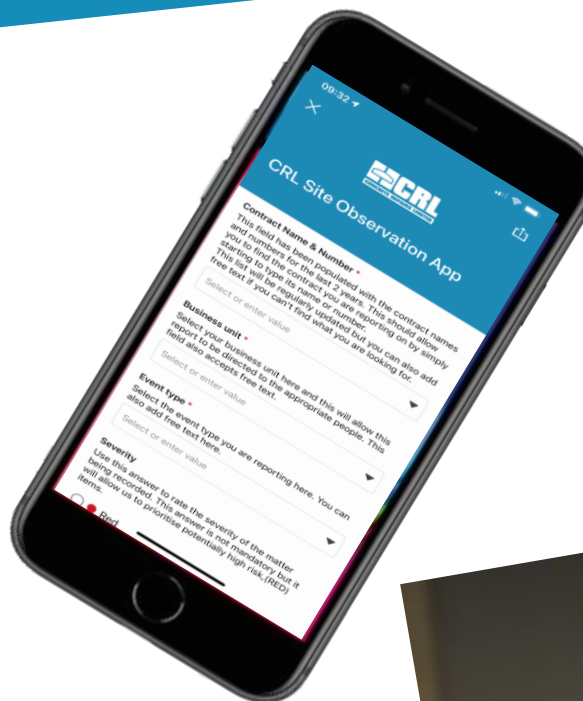 09:32
CRL
CONCRETE REPAIRS LIMITED
CRL Site Observation App
Contract Name & Number *
This field has been populated with the contract names
and numbers for the last 2 years. This should allow
you to find the contract you are reporting on by simply
starting to type its name or number.
This list will be regularly updated but you can also add
free text if you can't find what you are looking for.
Select or enter value
Business unit *
Select your business unit here and this will allow this
report to be directed to the appropriate people. This
field also accepts free text.
Select or enter value
Event type *
Select the event type you are reporting here. You can
also add free text here.
Select or enter value
Severity
Use this answer to rate the severity of the matter
being recorded. This answer is not mandatory but it
will allow us to prioritise potentially high risk,(RED)
items.
Red